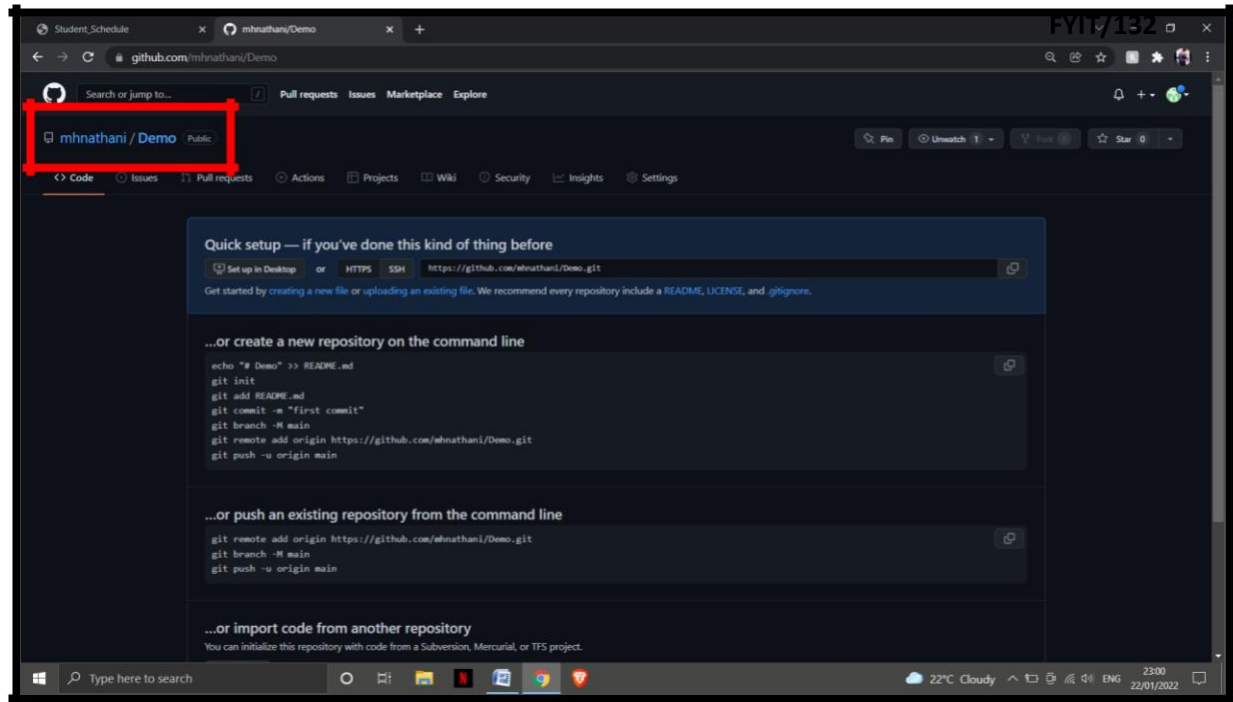 FYIT/132
Student_Schedule
mhnathani/Demo
github.com/mhnathani/Demo
Search or jump to...
/
Pull requests Issues Marketplace Explore
mhnathani / Demo Public
Pin
Unwatch 1
Fork 0
Star 0
<> Code
Issues
Pull requests
Actions
Projects
Wiki
Security
Insights
Settings
Quick setup — if you've done this kind of thing before
Set up in Desktop or HTTPS SSH https://github.com/mhnathani/Demo.git
Get started by creating a new file or uploading an existing file. We recommend every repository include a README, LICENSE, and .gitignore.
...or create a new repository on the command line
echo "# Demo" >> README.md
git init
git add README.md
git commit -m "first commit"
git branch -M main
git remote add origin https://github.com/mhnathani/Demo.git
git push -u origin main
...or push an existing repository from the command line
git remote add origin https://github.com/mhnathani/Demo.git
git branch -M main
git push -u origin main
...or import code from another repository
You can initialize this repository with code from a Subversion, Mercurial, or TFS project.
Type here to search
22°C Cloudy
ENG
23:00
22/01/2022